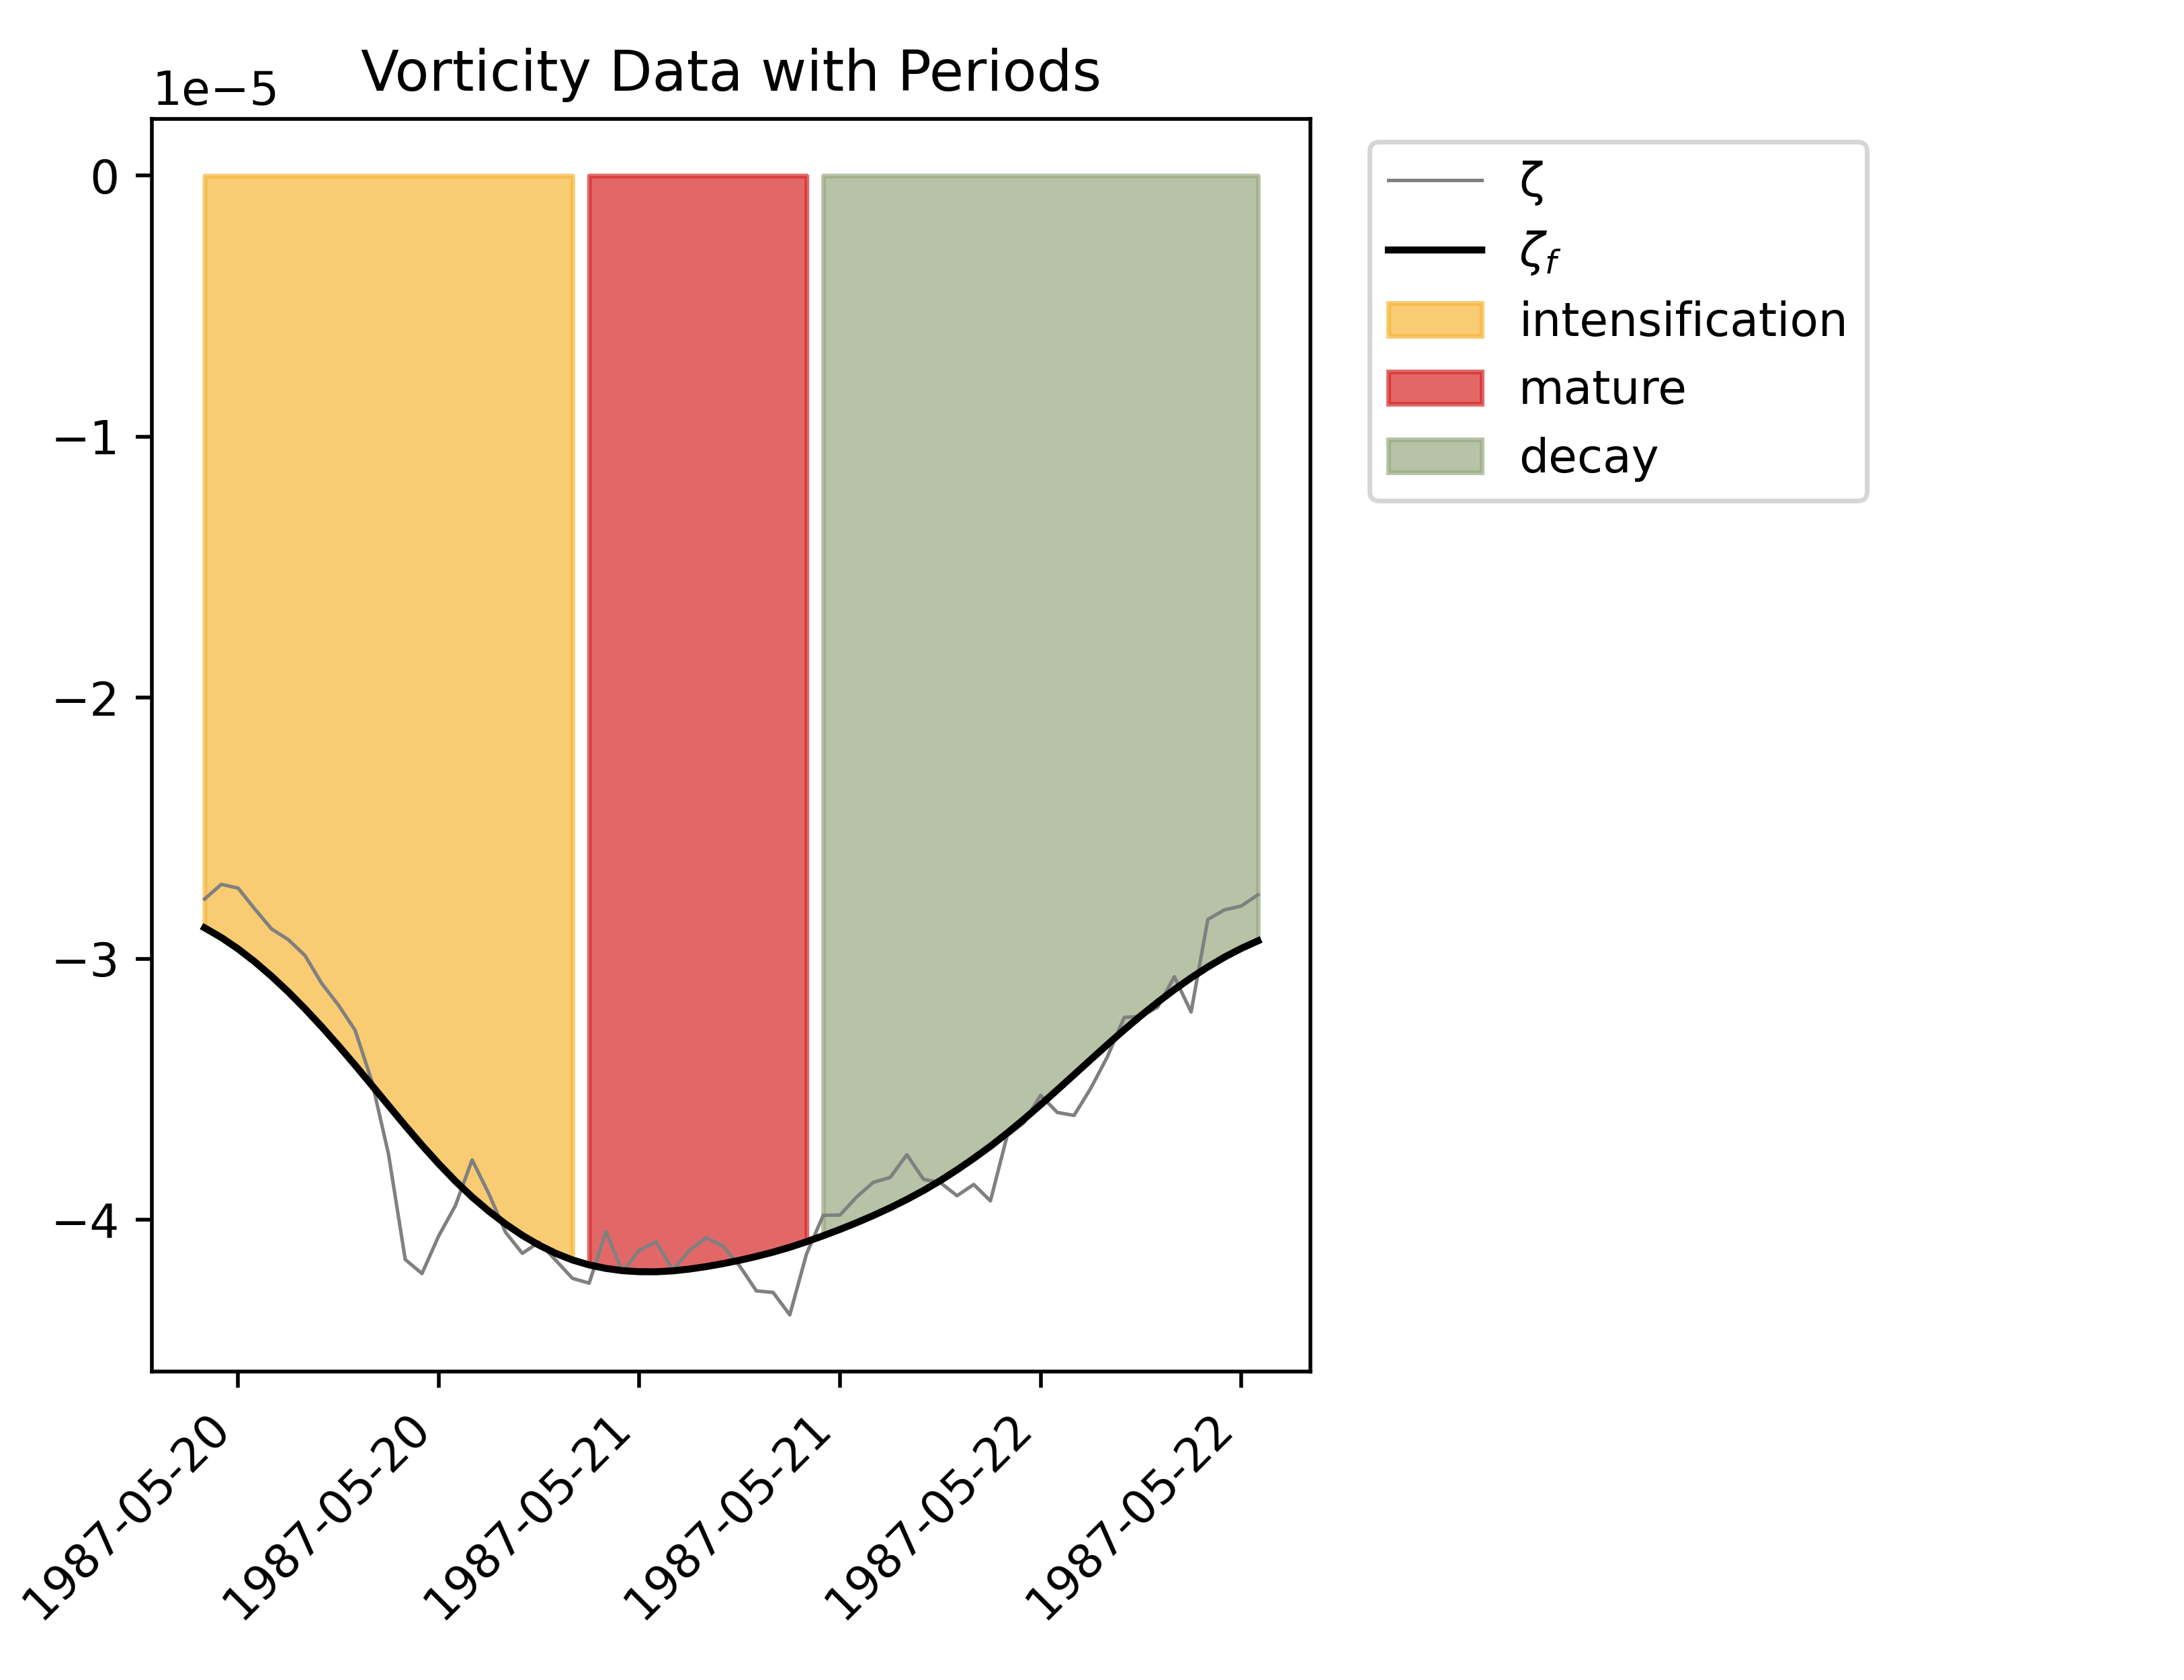 Vorticity Data with Periods
1e−5
0
−1
−2
−3
−4
1987-05-20
1987-05-20
1987-05-21
1987-05-21
1987-05-22
1987-05-22
ζ
ζf
intensification
mature
decay